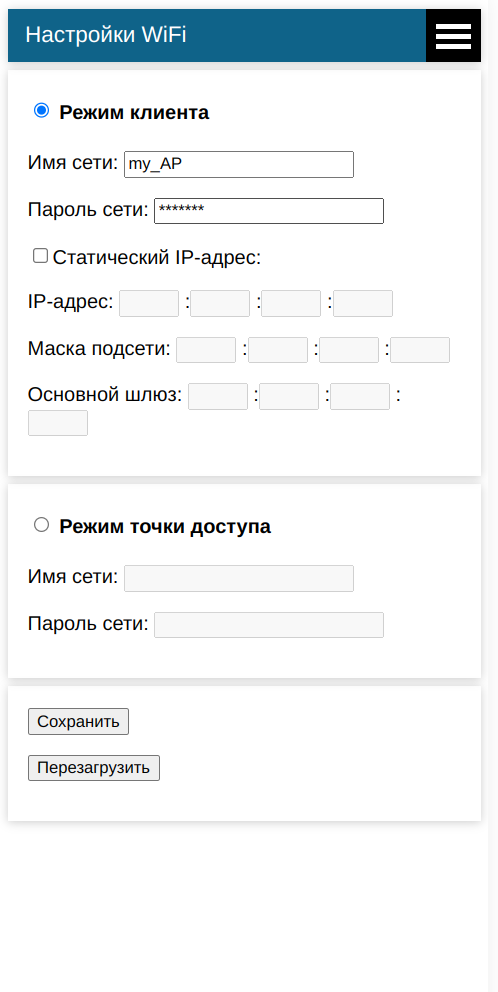 Настройки WiFi
Режим клиента
Имя сети: my_AP
Пароль сети: *******
Статический IP-адрес:
IP-адрес: : : :
Маска подсети: : : :
Основной шлюз: : : :
Режим точки доступа
Имя сети:
Пароль сети:
Сохранить
Перезагрузить